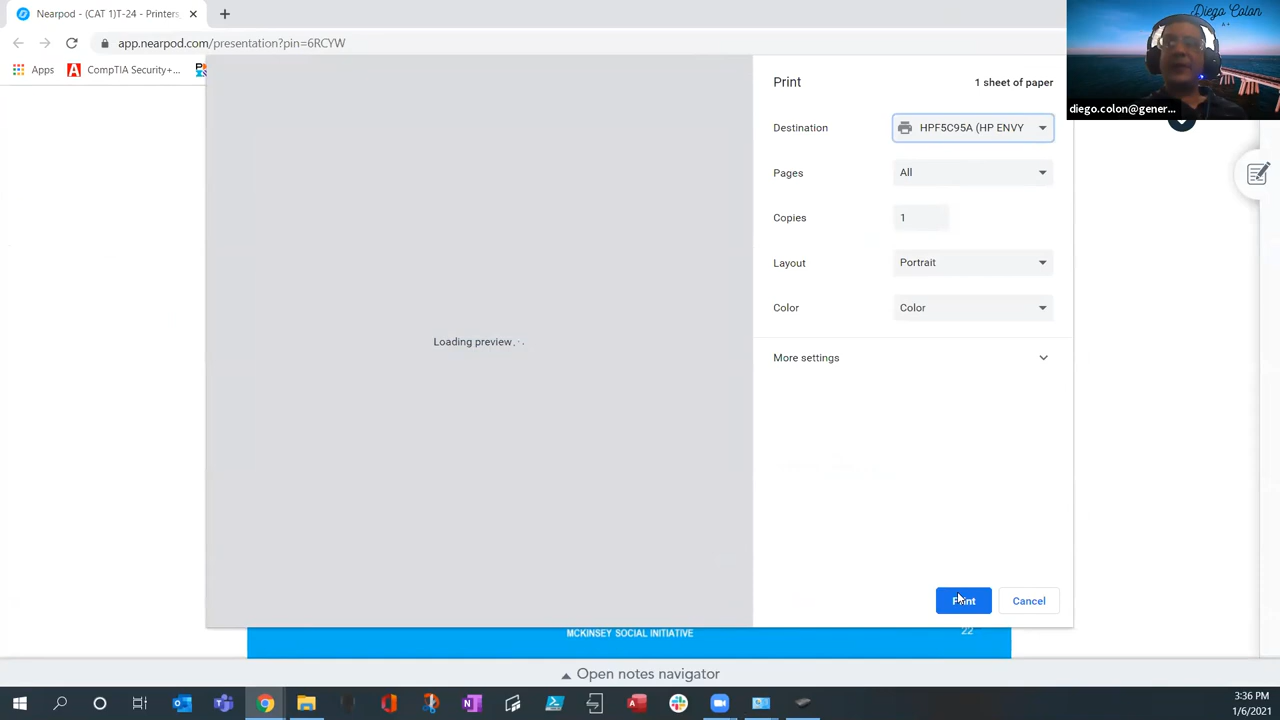 Nearpod - (CAT 1)T-24 - Printers
app.nearpod.com/presentation?pin=6RCYW
Apps
CompTIA Security+...
Diego Colon
A+
diego.colon@gener...
Print
1 sheet of paper
Destination
HPF5C95A (HP ENVY
Pages
All
Copies
1
Layout
Portrait
Color
Color
Loading preview
More settings
Print
Cancel
MCKINSEY SOCIAL INITIATIVE
22
Open notes navigator
3:36 PM
1/6/2021